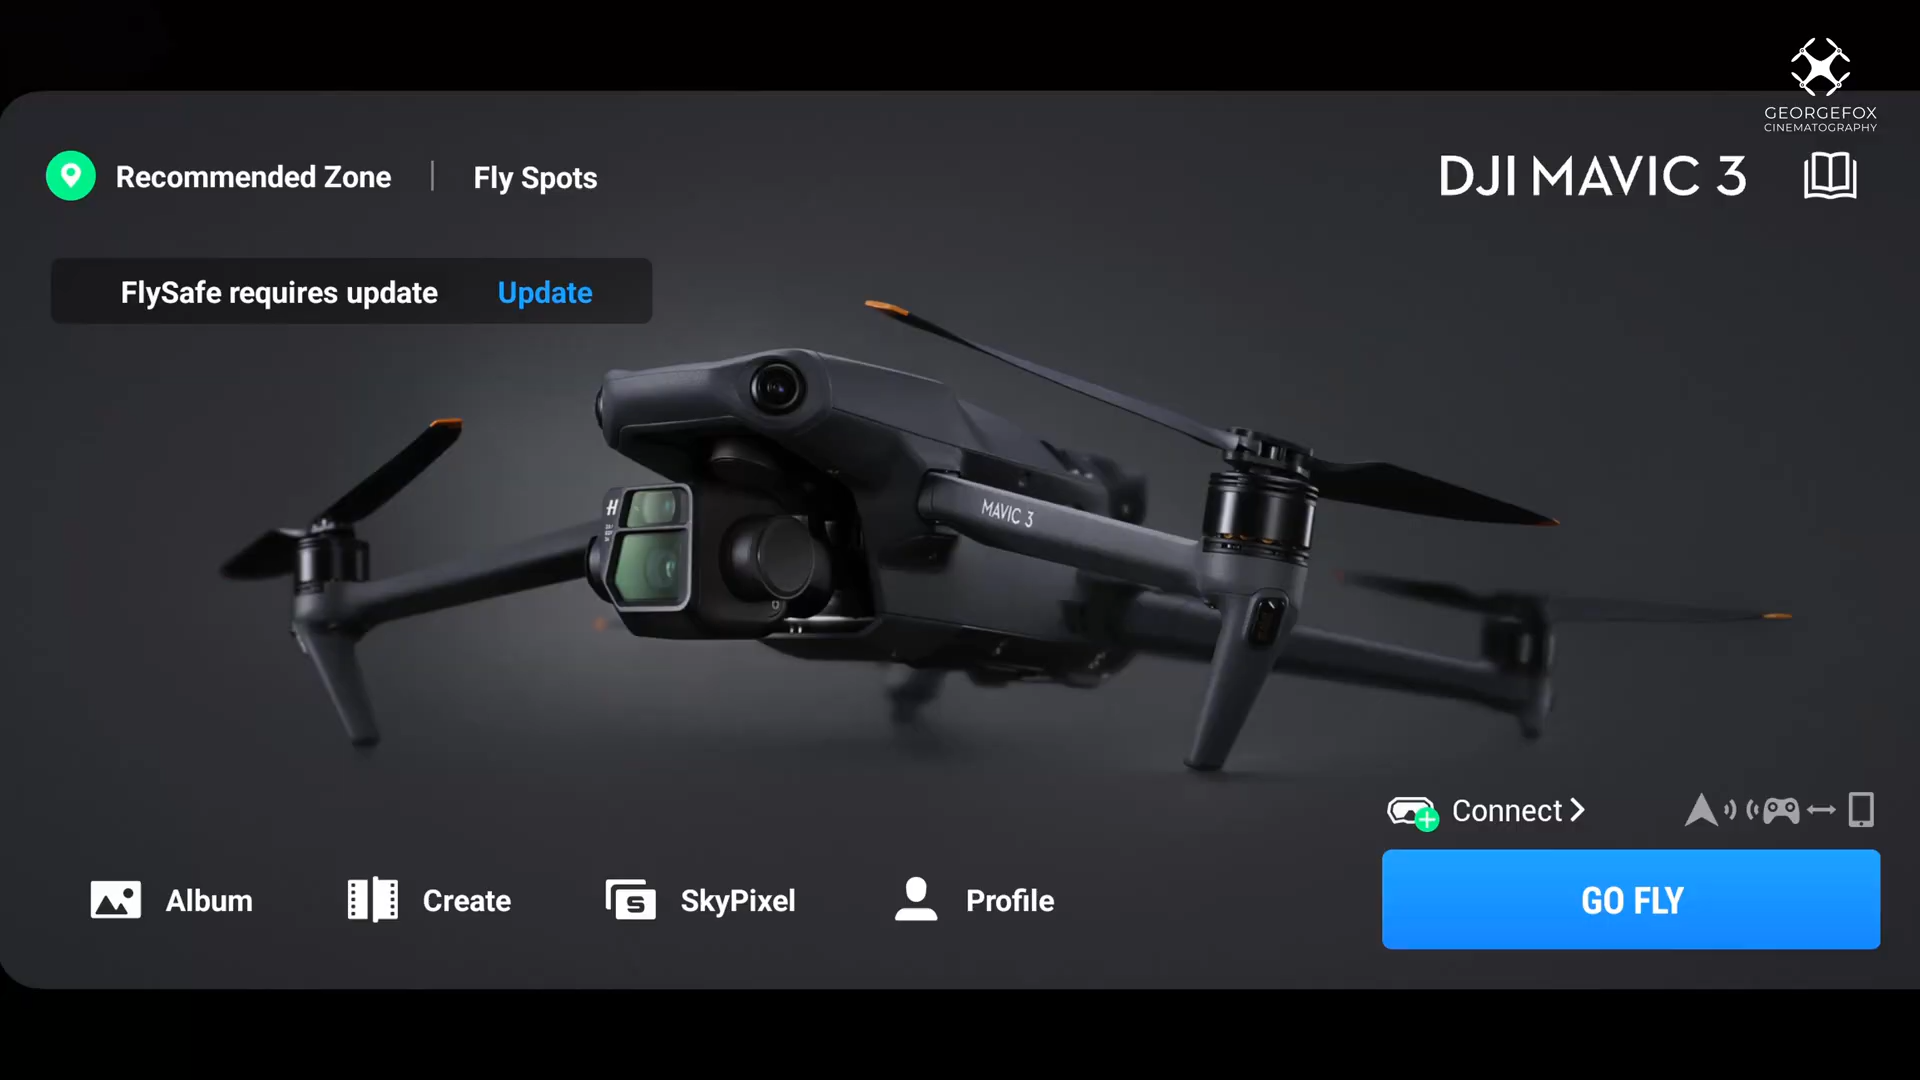 GEORGEFOX
CINEMATOGRAPHY
Recommended Zone
Fly Spots
DJI MAVIC 3
FlySafe requires update
Update
H
MAVIC 3
Connect
Album
Create
S
SkyPixel
Profile
GO FLY